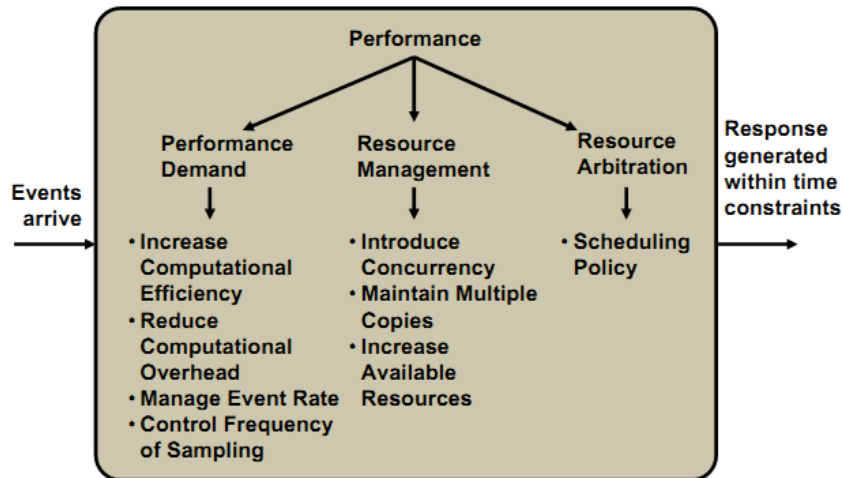 Performance
Performance
Demand
Resource
Management
Resource
Arbitration
Events
arrive
Response
generated
within time
constraints
• Increase
Computational
Efficiency
• Reduce
Computational
Overhead
• Manage Event Rate
• Control Frequency
of Sampling
• Introduce
Concurrency
• Maintain Multiple
Copies
• Increase
Available
Resources
• Scheduling
Policy